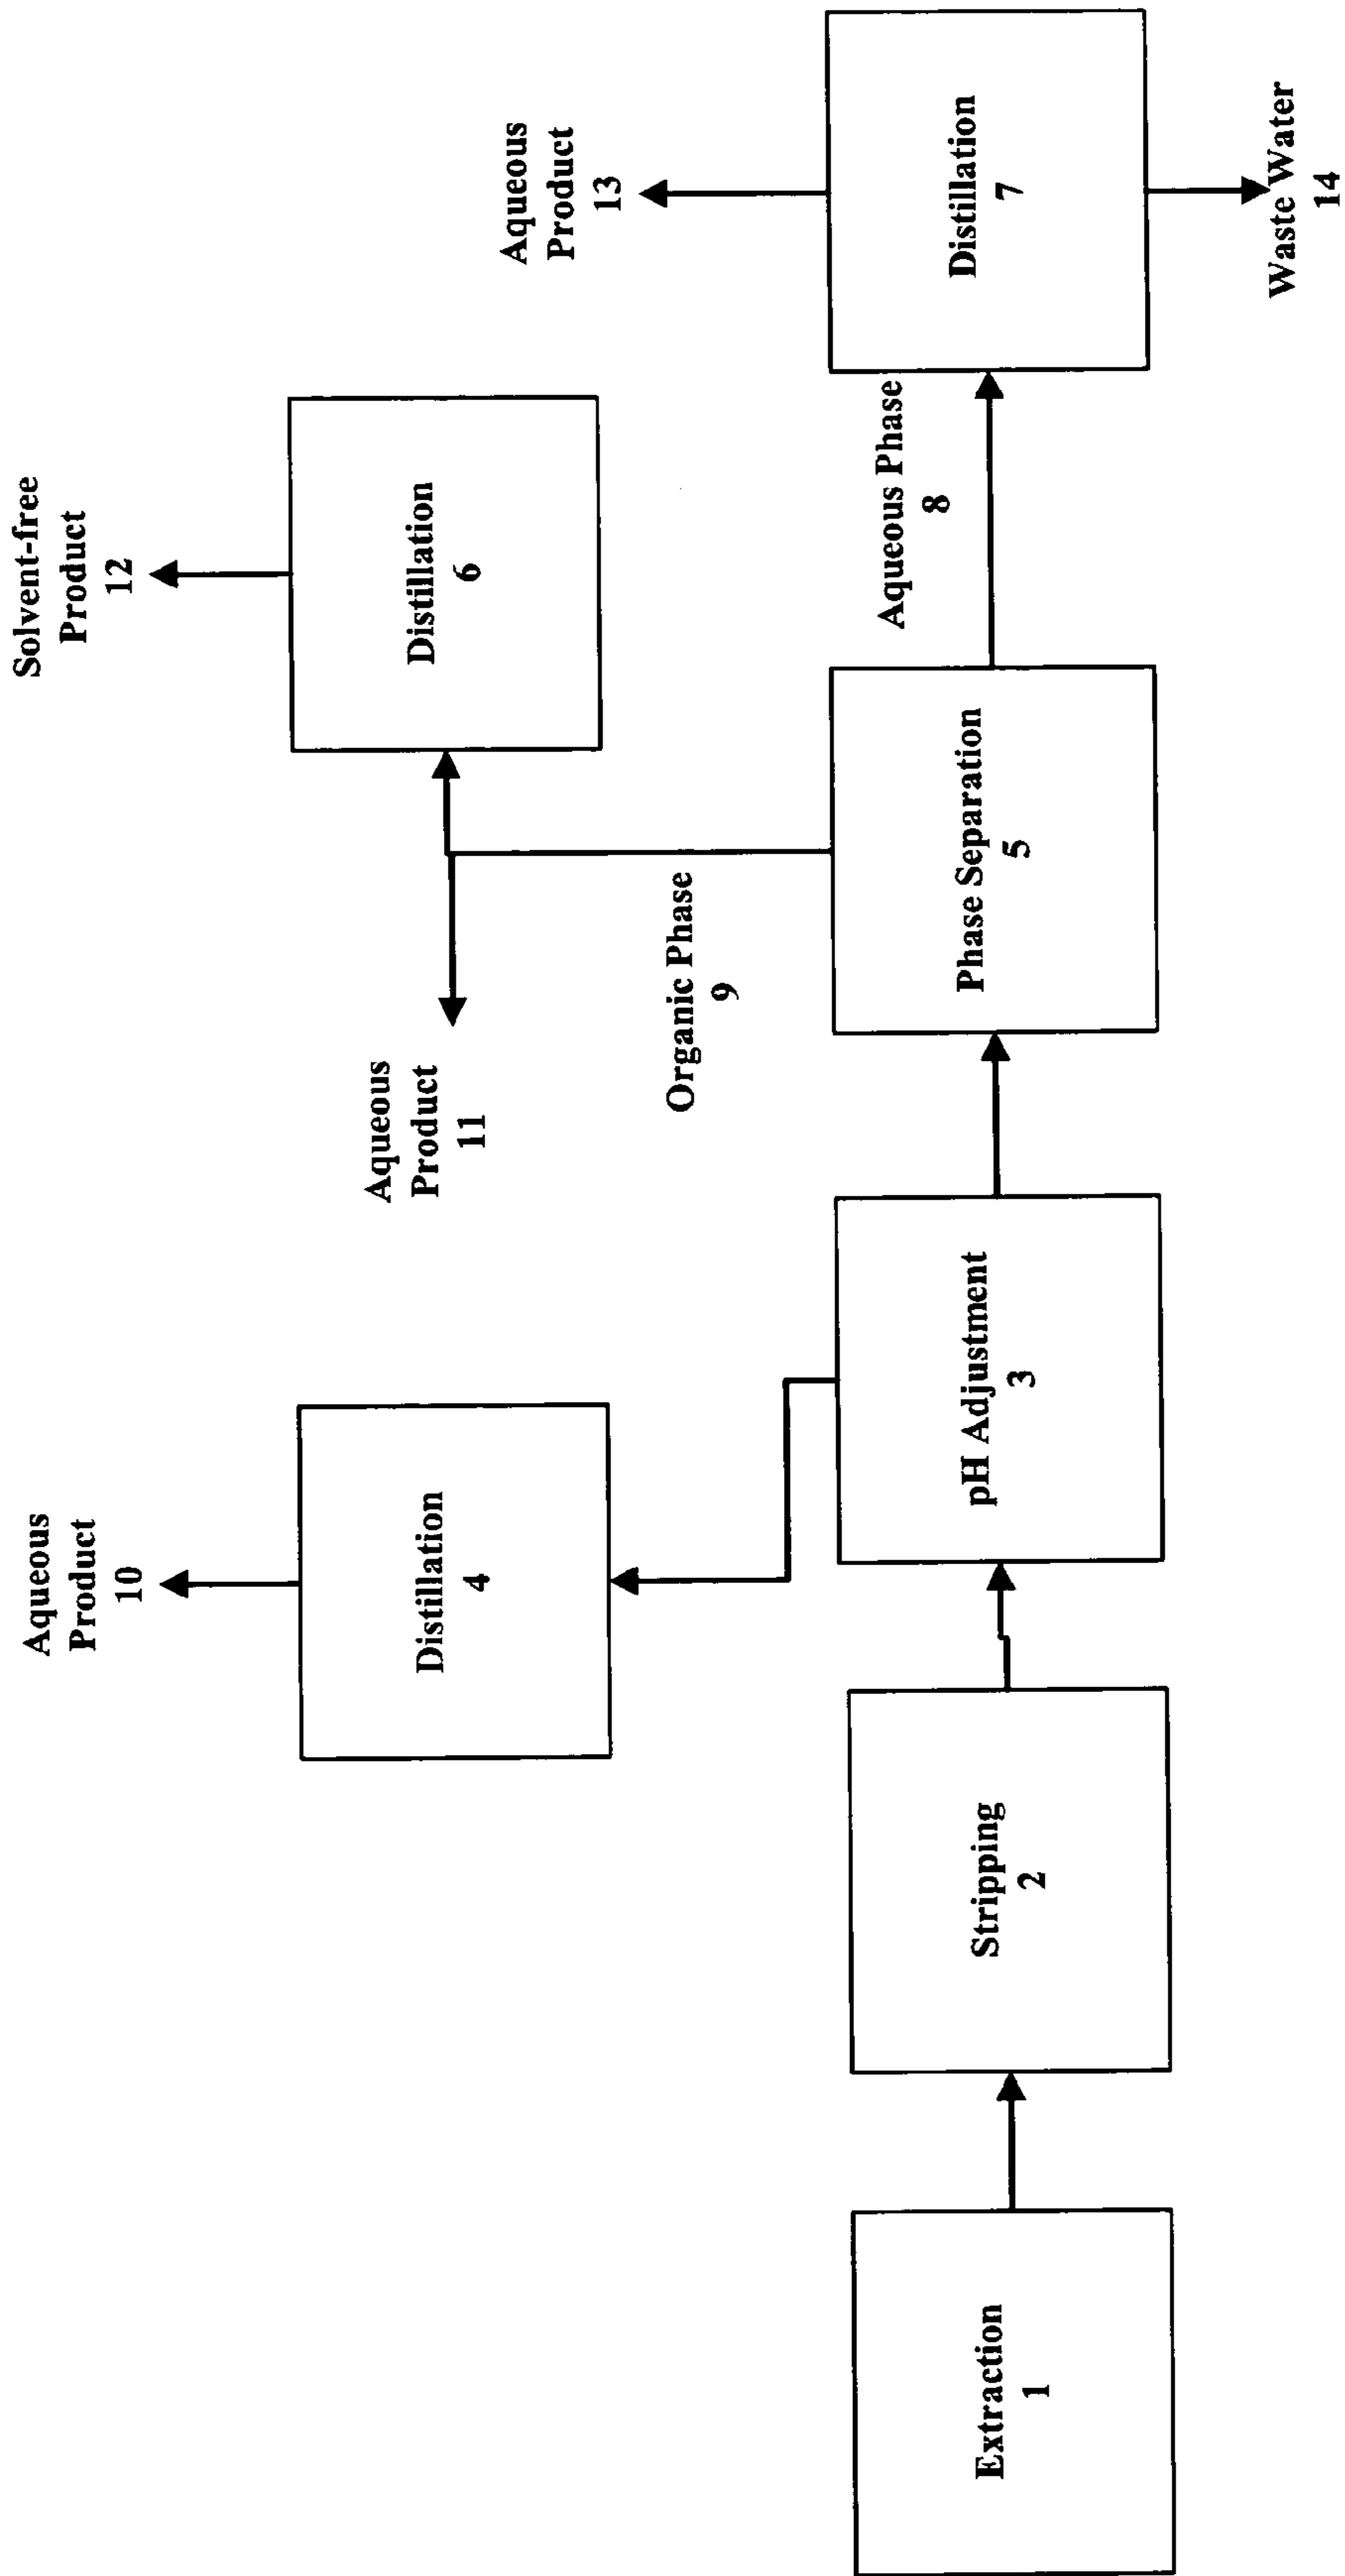 Extraction
1
Stripping
2
pH Adjustment
3
Distillation
4
Aqueous
Product
10
Phase Separation
5
Organic Phase
9
Aqueous
Product
11
Distillation
6
Solvent-free
Product
12
Aqueous Phase
8
Distillation
7
Aqueous
Product
13
Waste Water
14